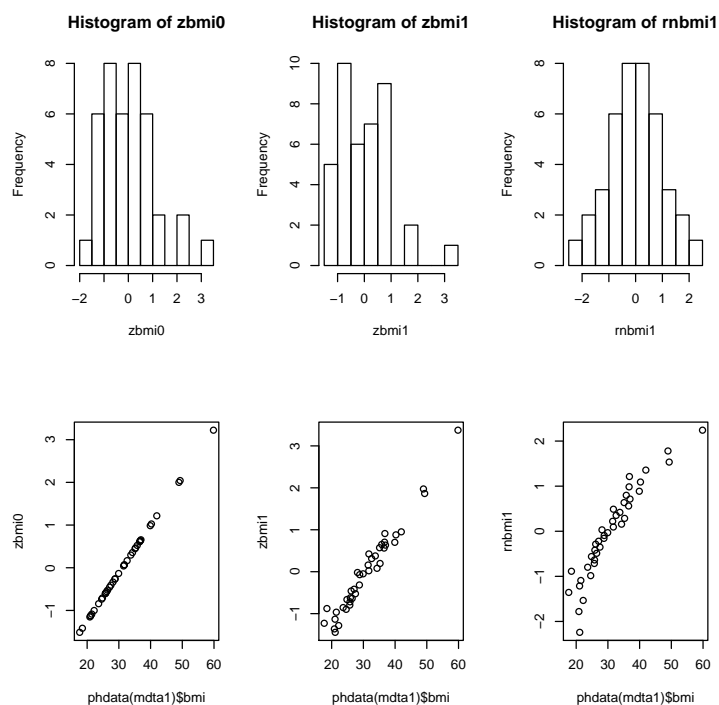 Histogram of zbmi0
Histogram of zbmi1
Histogram of rnbmi1
Frequency
0 2 4 6 8
−2 −1 0 1 2 3
zbmi0
Frequency
0 2 4 6 8 10
−1 0 1 2 3
zbmi1
Frequency
0 2 4 6 8
−2 −1 0 1 2
rnbmi1
zbmi0
−1 0 1 2 3
20 30 40 50 60
phdata(mdta1)$bmi
zbmi1
−1 0 1 2 3
20 30 40 50 60
phdata(mdta1)$bmi
rnbmi1
−2 −1 0 1 2
20 30 40 50 60
phdata(mdta1)$bmi